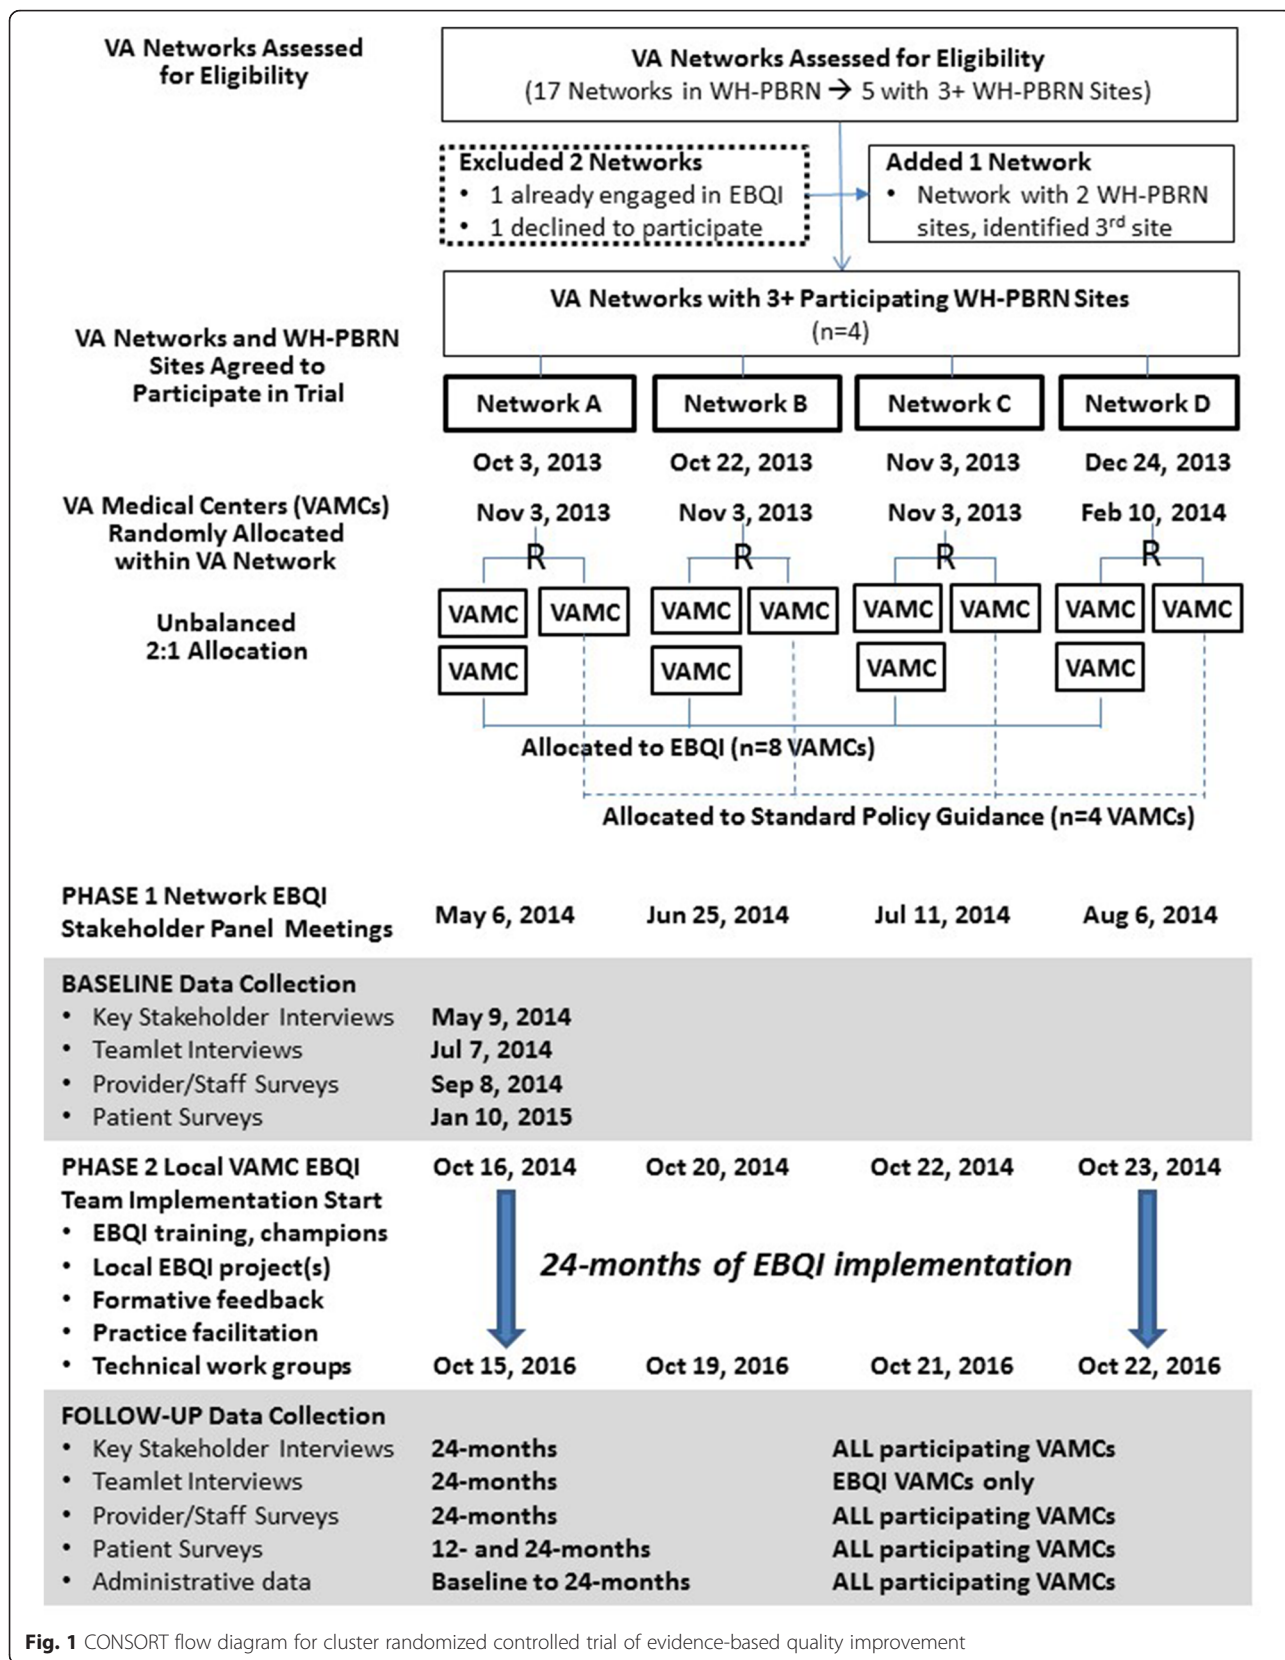 VA Networks Assessed
for Eligibility
VA Networks Assessed for Eligibility
(17 Networks in WH-PBRN → 5 with 3+ WH-PBRN Sites)
Excluded 2 Networks
• 1 already engaged in EBQI
• 1 declined to participate
Added 1 Network
• Network with 2 WH-PBRN
sites, identified 3rd site
VA Networks with 3+ Participating WH-PBRN Sites
(n=4)
VA Networks and WH-PBRN
Sites Agreed to
Participate in Trial
Network A Network B Network C Network D
Oct 3, 2013 Oct 22, 2013 Nov 3, 2013 Dec 24, 2013
VA Medical Centers (VAMCs)
Randomly Allocated
within VA Network
Nov 3, 2013 Nov 3, 2013 Nov 3, 2013 Feb 10, 2014
R R R R
Unbalanced
2:1 Allocation
VAMC VAMC VAMC VAMC VAMC VAMC VAMC VAMC
VAMC VAMC VAMC VAMC
Allocated to EBQI (n=8 VAMCs)
Allocated to Standard Policy Guidance (n=4 VAMCs)
PHASE 1 Network EBQI
Stakeholder Panel Meetings
May 6, 2014 Jun 25, 2014 Jul 11, 2014 Aug 6, 2014
BASELINE Data Collection
• Key Stakeholder Interviews May 9, 2014
• Teamlet Interviews Jul 7, 2014
• Provider/Staff Surveys Sep 8, 2014
• Patient Surveys Jan 10, 2015
PHASE 2 Local VAMC EBQI Oct 16, 2014 Oct 20, 2014 Oct 22, 2014 Oct 23, 2014
Team Implementation Start
• EBQI training, champions
• Local EBQI project(s) 24-months of EBQI implementation
• Formative feedback
• Practice facilitation
• Technical work groups Oct 15, 2016 Oct 19, 2016 Oct 21, 2016 Oct 22, 2016
FOLLOW-UP Data Collection
• Key Stakeholder Interviews 24-months ALL participating VAMCs
• Teamlet Interviews 24-months EBQI VAMCs only
• Provider/Staff Surveys 24-months ALL participating VAMCs
• Patient Surveys 12- and 24-months ALL participating VAMCs
• Administrative data Baseline to 24-months ALL participating VAMCs
Fig. 1 CONSORT flow diagram for cluster randomized controlled trial of evidence-based quality improvement